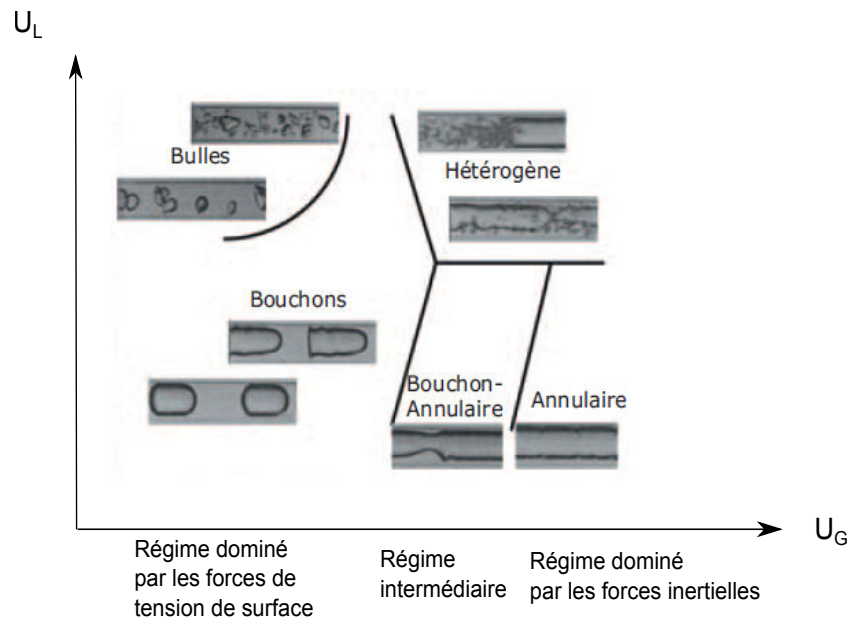 U_L
Bulles
Hétérogène
Bouchons
Bouchon-
Annulaire
Annulaire
U_G
Régime dominé
par les forces de
tension de surface
Régime
intermédiaire
Régime dominé
par les forces inertielles